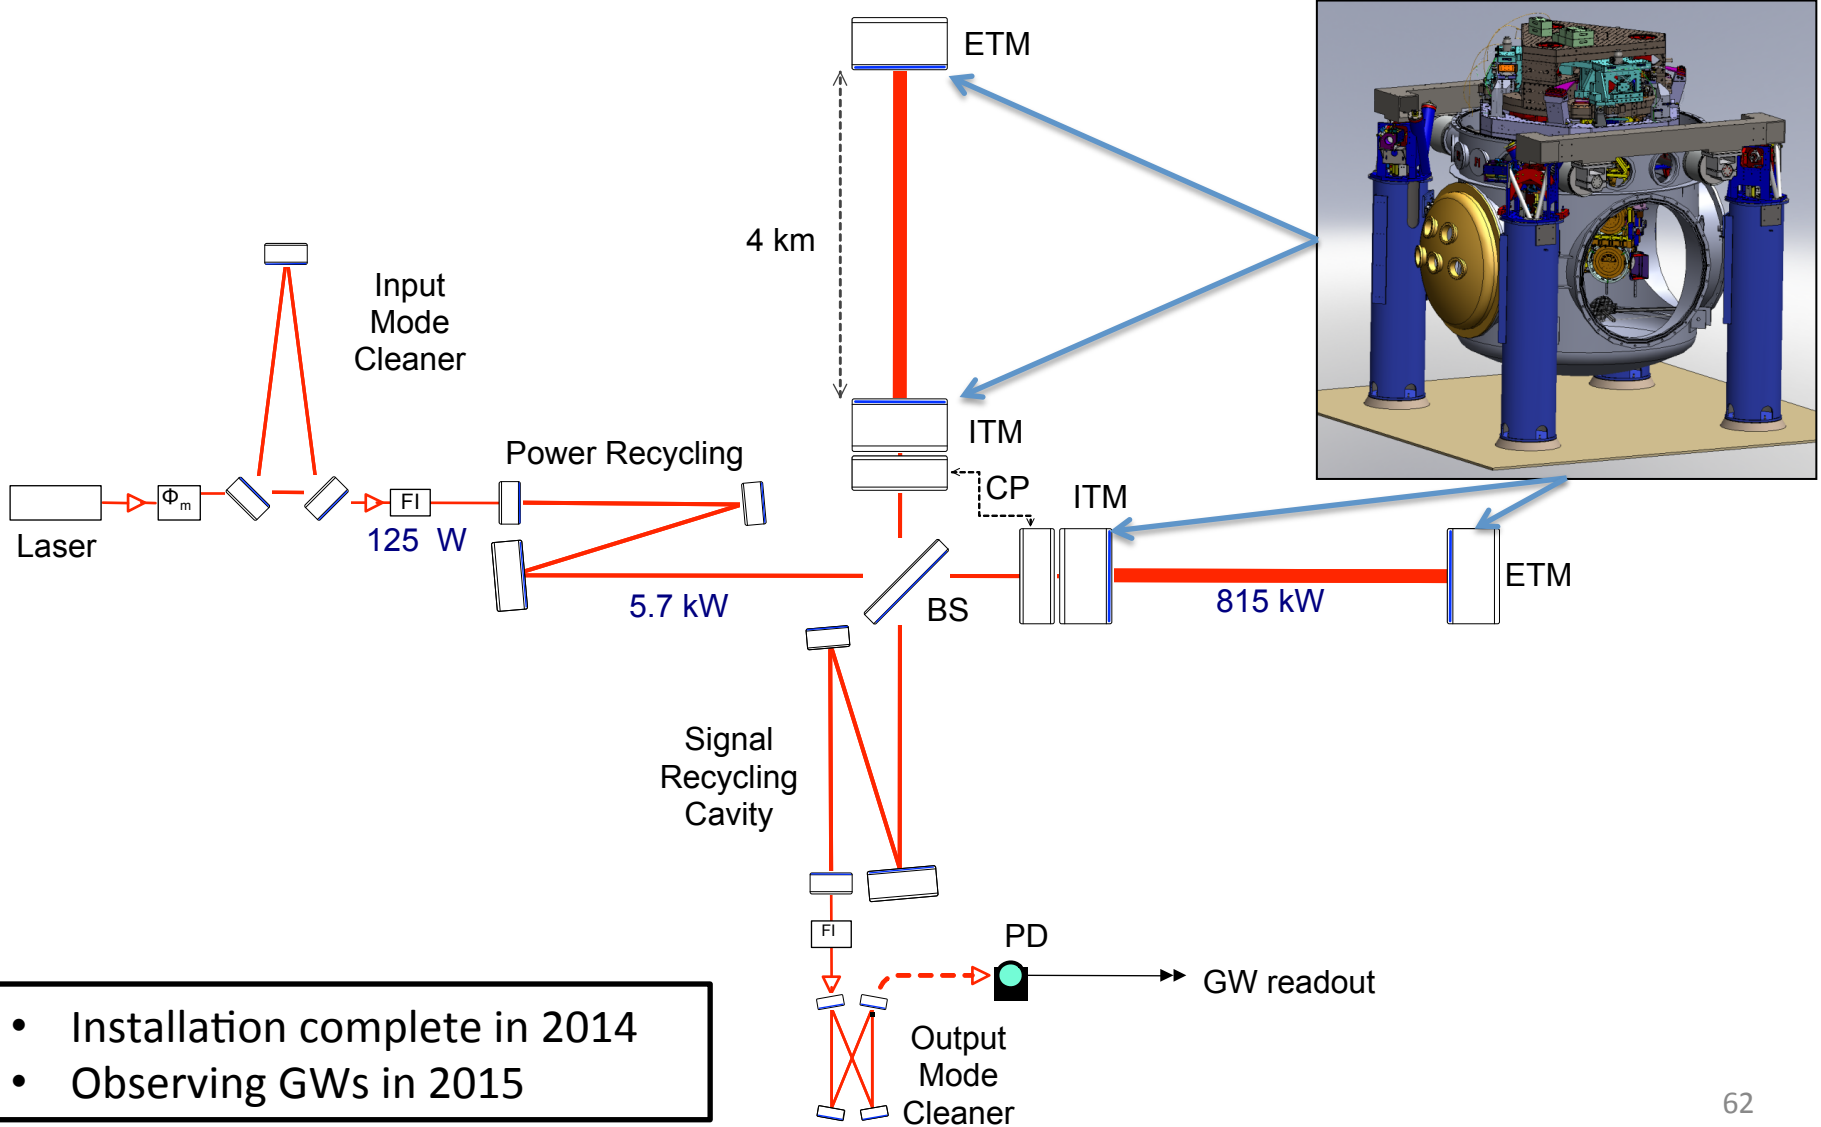 ETM
4 km
Input
Mode
Cleaner
ITM
Power Recycling
CP
ITM
Φm
FI
Laser
125 W
5.7 kW
BS
815 kW
ETM
Signal
Recycling
Cavity
FI
PD
GW readout
Output
Mode
Cleaner
• Installation complete in 2014
• Observing GWs in 2015
62